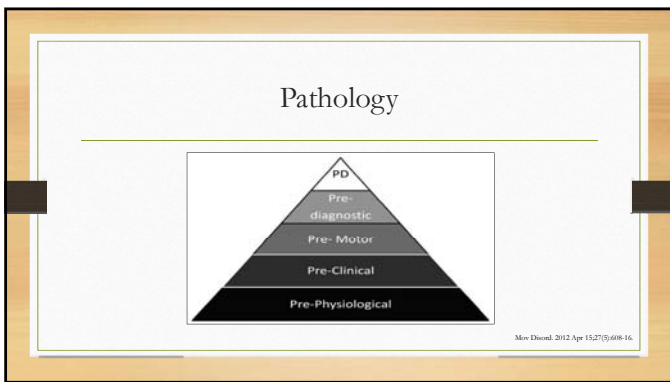 Pathology
PD
Pre-
diagnostic
Pre- Motor
Pre-Clinical
Pre-Physiological
Mov Disord. 2012 Apr 15;27(5):608-16.